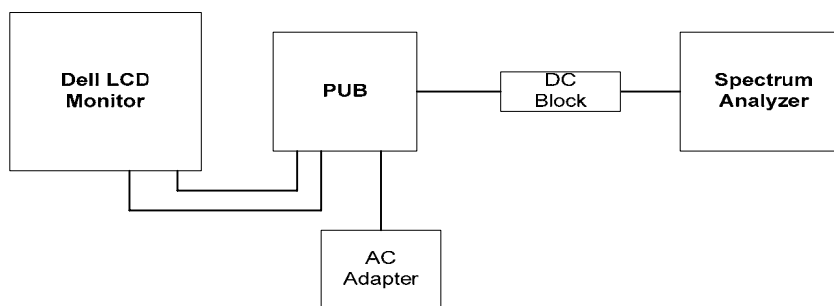 Dell LCD
Monitor
PUB
DC
Block
Spectrum
Analyzer
AC
Adapter